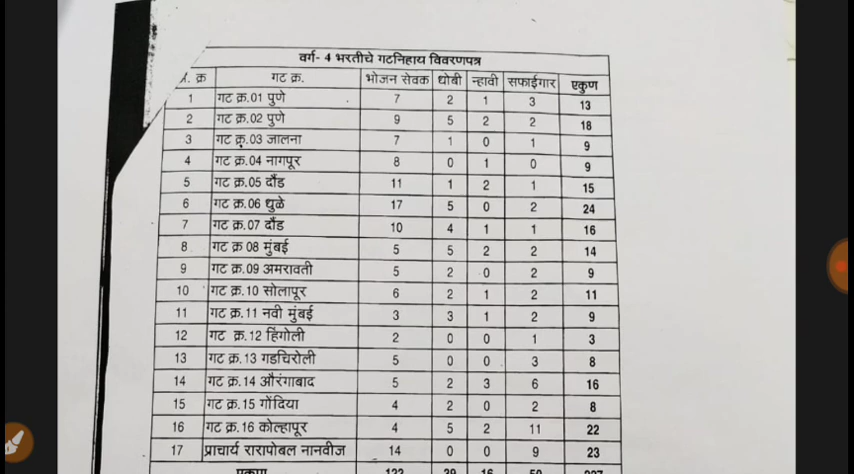 वर्ग- 4 भरतीचे गटनिहाय विवरणपत्र
क्र गट क्र. भोजन सेवक धोबी न्हावी सफाईगार एकुण
1 गट क्र.01 पुणे 7 2 1 3 13
2 गट क्र.02 पुणे 9 5 2 2 18
3 गट क्र.03 जालना 7 1 0 1 9
4 गट क्र.04 नागपूर 8 0 1 0 9
5 गट क्र.05 दौंड 11 1 2 1 15
6 गट क्र.06 धुळे 17 5 0 2 24
7 गट क्र.07 दौंड 10 4 1 1 16
8 गट क्र 08 मुंबई 5 5 2 2 14
9 गट क्र.09 अमरावती 5 2 0 2 9
10 गट क्र.10 सोलापूर 6 2 1 2 11
11 गट क्र.11 नवी मुंबई 3 3 1 2 9
12 गट क्र.12 हिंगोली 2 0 0 1 3
13 गट क्र.13 गडचिरोली 5 0 0 3 8
14 गट क्र.14 औरंगाबाद 5 2 3 6 16
15 गट क्र.15 गोंदिया 4 2 0 2 8
16 गट क्र.16 कोल्हापूर 4 5 2 11 22
17 प्राचार्य रारापोबल नानवीज 14 0 0 9 23
एकुण